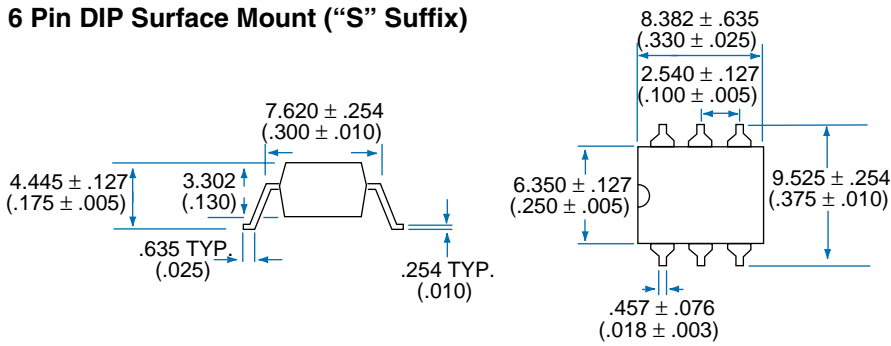 6 Pin DIP Surface Mount (“S” Suffix)
8.382 ± .635
(.330 ± .025)
2.540 ± .127
(.100 ± .005)
7.620 ± .254
(.300 ± .010)
4.445 ± .127
(.175 ± .005)
3.302
(.130)
6.350 ± .127
(.250 ± .005)
9.525 ± .254
(.375 ± .010)
.635 TYP.
(.025)
.254 TYP.
(.010)
.457 ± .076
(.018 ± .003)